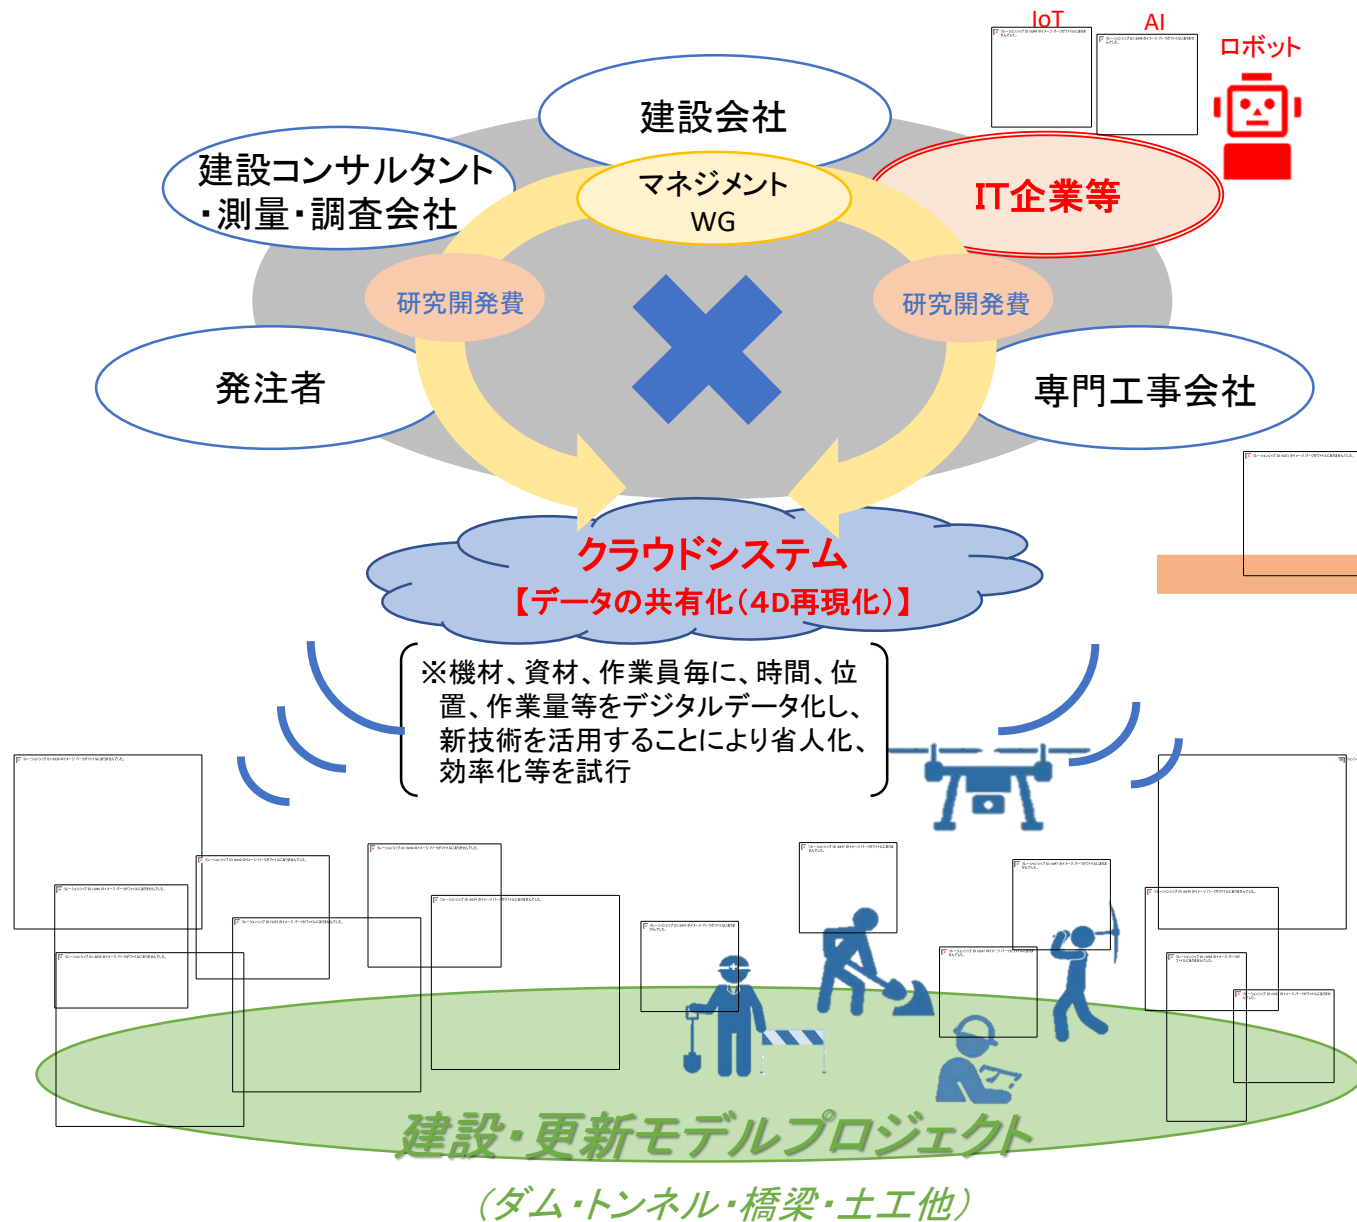 IoT
AI
ロボット
建設会社
建設コンサルタント
・測量・調査会社
マネジメント
WG
IT企業等
研究開発費
研究開発費
発注者
専門工事会社
クラウドシステム
【データの共有化（4D再現化）】
※機材、資材、作業員毎に、時間、位
置、作業量等をデジタルデータ化し、
新技術を活用することにより省人化、
効率化等を試行
建設・更新モデルプロジェクト
（ダム・トンネル・橋梁・土工他）